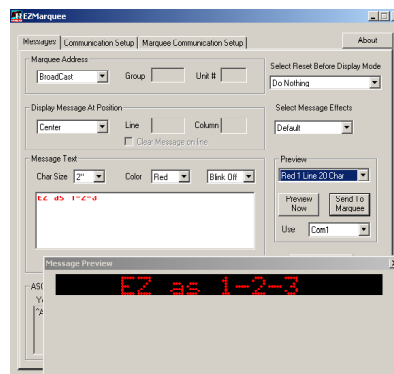 EZMarquee
Messages Communication Setup Marquee Communication Setup About
Marquee Address
BroadCast Group Unit #
Select Reset Before Display Mode
Do Nothing
Display Message At Position
Center Line Column
Clear Message on line
Select Message Effects
Default
Message Text
Char Size 2" Color Red Blink Off
EZ as 1-2-3
Preview
Red 1 Line 20 Char
Preview Now
Send To Marquee
Use Com1
Message Preview
EZ as 1-2-3